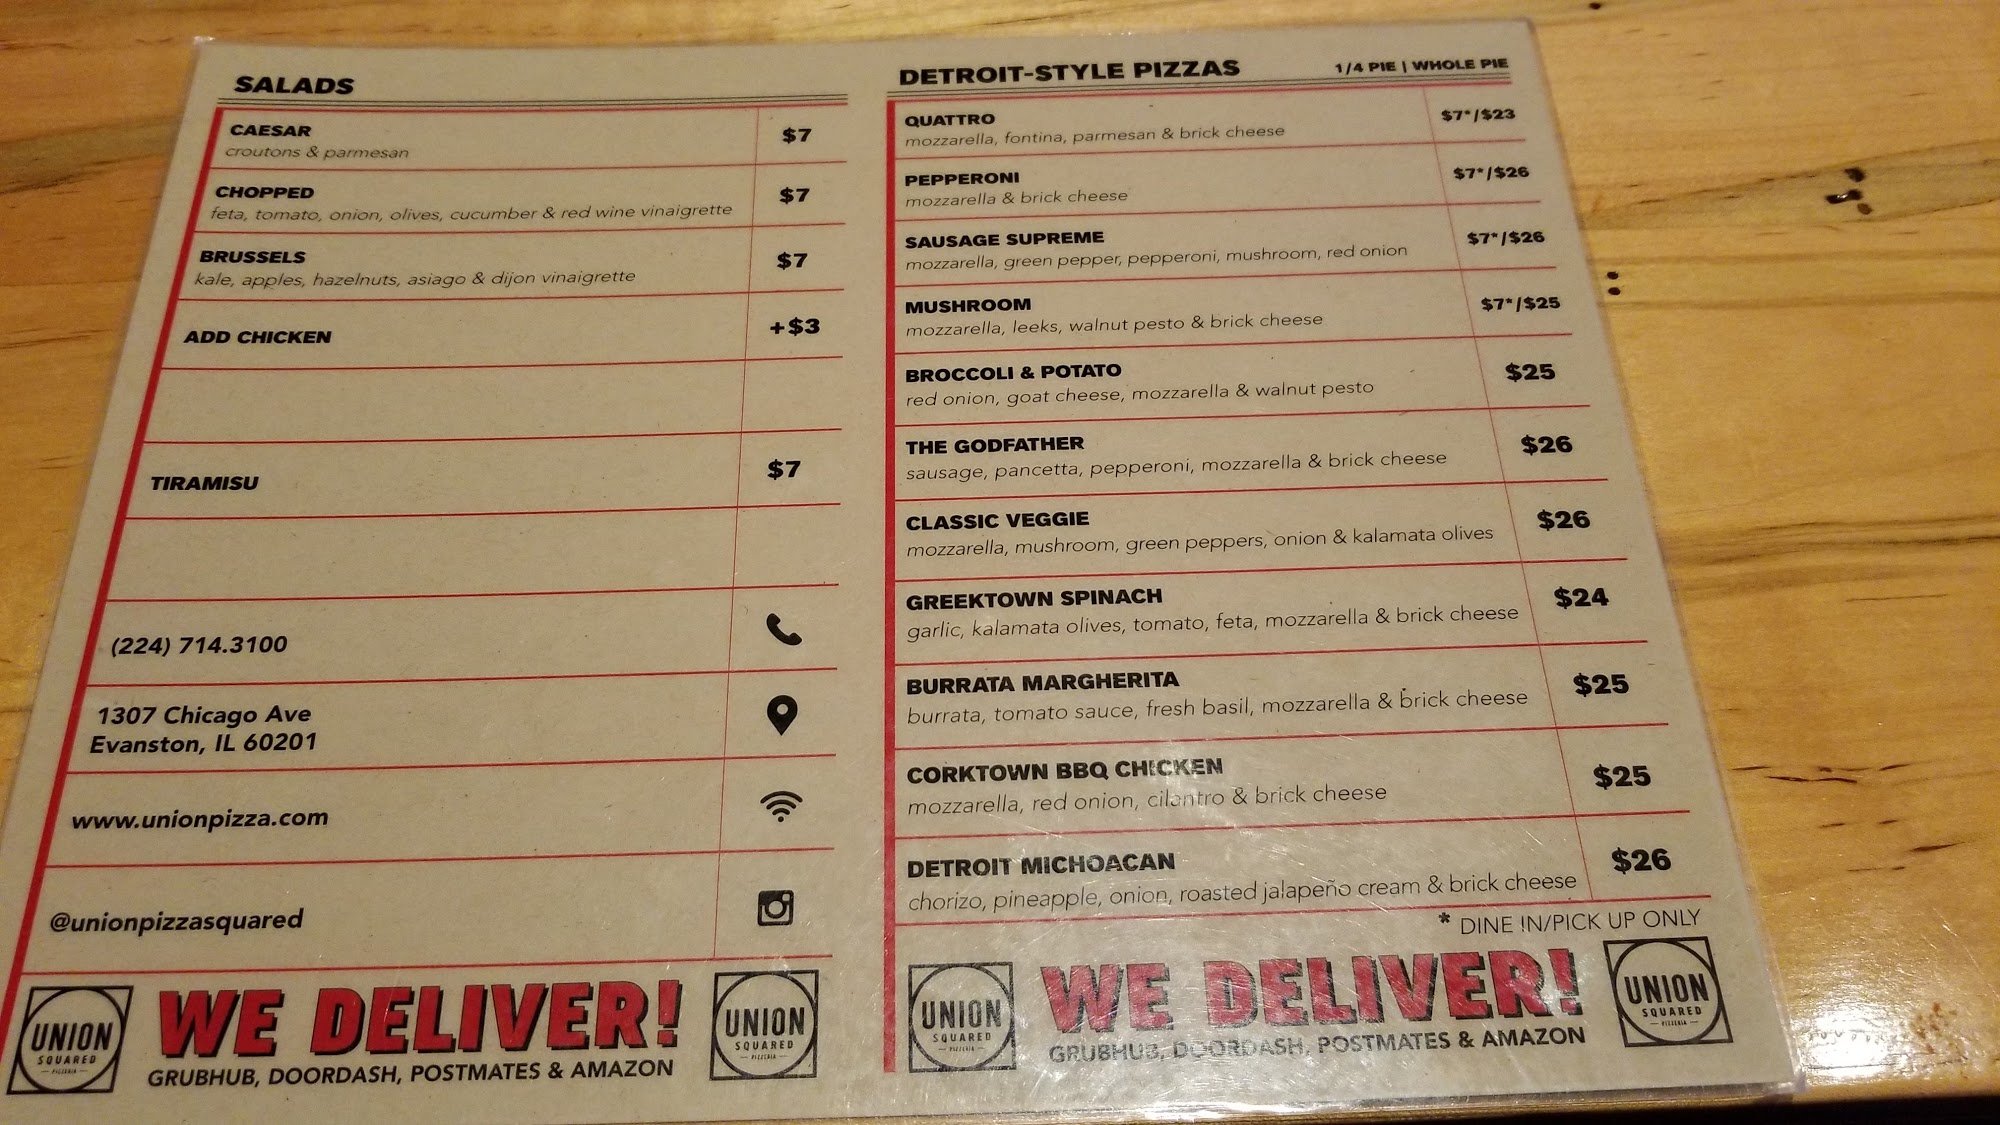 SALADS
CAESAR $7
croutons & parmesan
CHOPPED $7
feta, tomato, onion, olives, cucumber & red wine vinaigrette
BRUSSELS $7
kale, apples, hazelnuts, asiago & dijon vinaigrette
ADD CHICKEN +$3
TIRAMISU $7
(224) 714.3100
1307 Chicago Ave
Evanston, IL 60201
www.unionpizza.com
@unionpizzasquared
WE DELIVER!
GRUBHUB, DOORDASH, POSTMATES & AMAZON
UNION
SQUARED
PIZZERIA
UNION
SQUARED
PIZZERIA
DETROIT-STYLE PIZZAS 1/4 PIE | WHOLE PIE
QUATTRO $7*/$23
mozzarella, fontina, parmesan & brick cheese
PEPPERONI $7*/$26
mozzarella & brick cheese
SAUSAGE SUPREME $7*/$26
mozzarella, green pepper, pepperoni, mushroom, red onion
MUSHROOM $7*/$25
mozzarella, leeks, walnut pesto & brick cheese
BROCCOLI & POTATO $25
red onion, goat cheese, mozzarella & walnut pesto
THE GODFATHER $26
sausage, pancetta, pepperoni, mozzarella & brick cheese
CLASSIC VEGGIE $26
mozzarella, mushroom, green peppers, onion & kalamata olives
GREEKTOWN SPINACH $24
garlic, kalamata olives, tomato, feta, mozzarella & brick cheese
BURRATA MARGHERITA $25
burrata, tomato sauce, fresh basil, mozzarella & brick cheese
CORKTOWN BBQ CHICKEN $25
mozzarella, red onion, cilantro & brick cheese
DETROIT MICHOACAN $26
chorizo, pineapple, onion, roasted jalapeño cream & brick cheese
* DINE IN/PICK UP ONLY
WE DELIVER!
GRUBHUB, DOORDASH, POSTMATES & AMAZON
UNION
SQUARED
PIZZERIA
UNION
SQUARED
PIZZERIA